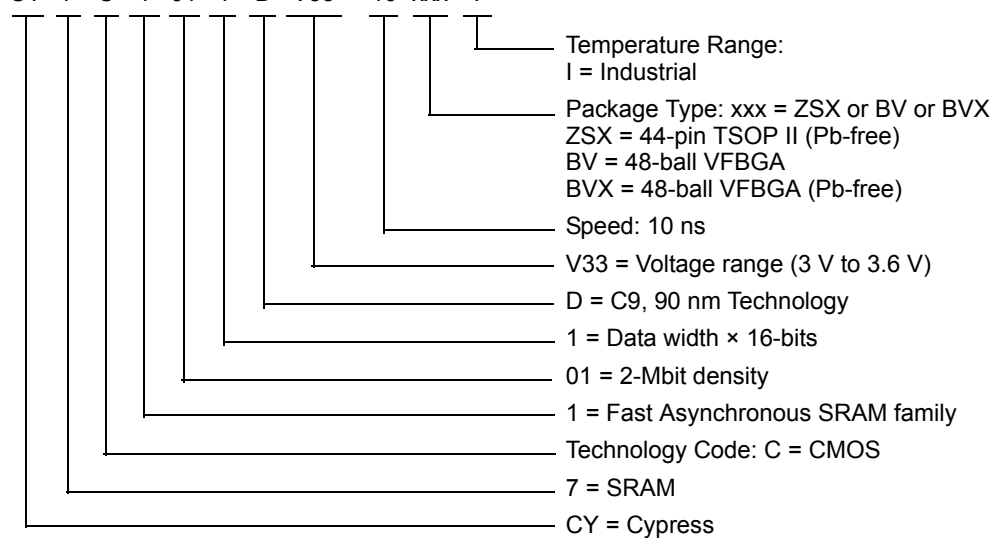 Temperature Range:
I = Industrial
Package Type: xxx = ZSX or BV or BVX
ZSX = 44-pin TSOP II (Pb-free)
BV = 48-ball VFBGA
BVX = 48-ball VFBGA (Pb-free)
Speed: 10 ns
V33 = Voltage range (3 V to 3.6 V)
D = C9, 90 nm Technology
1 = Data width × 16-bits
01 = 2-Mbit density
1 = Fast Asynchronous SRAM family
Technology Code: C = CMOS
7 = SRAM
CY = Cypress